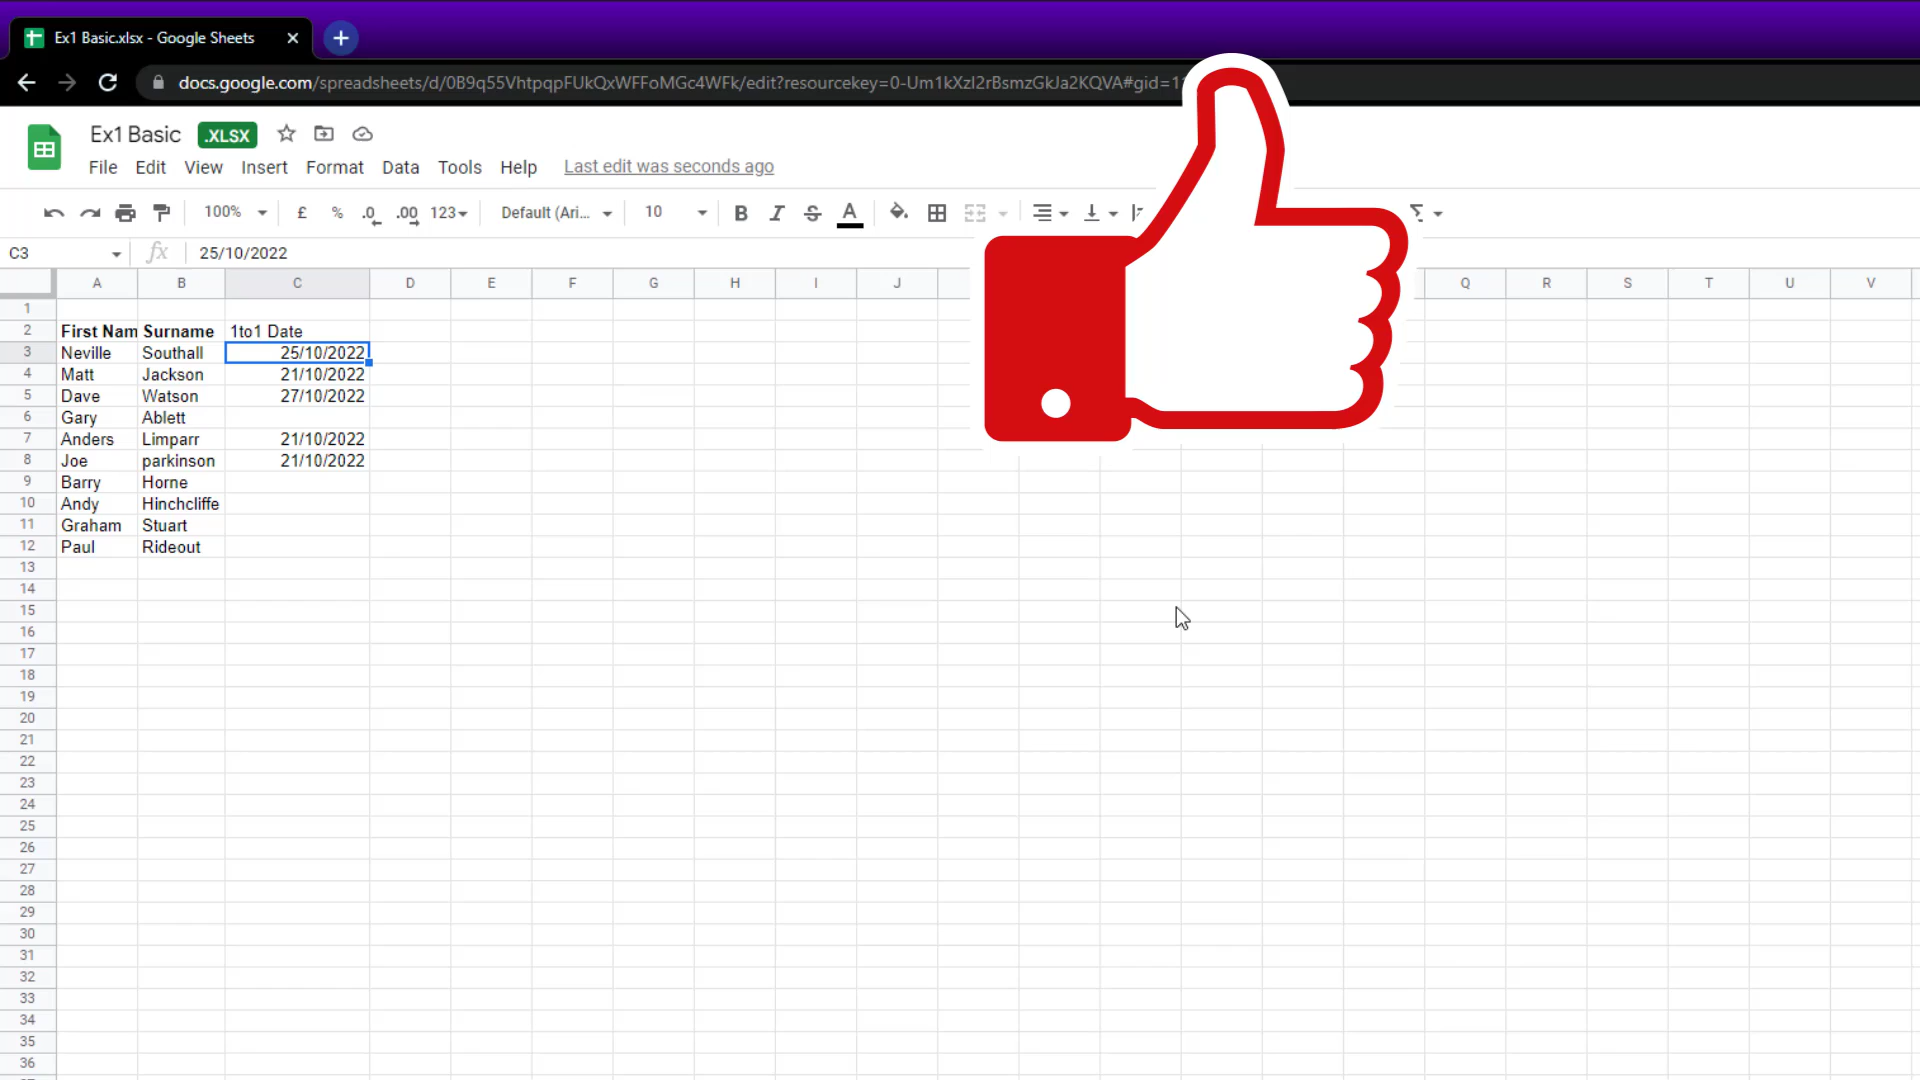 Ex1 Basic.xlsx - Google Sheets
docs.google.com/spreadsheets/d/0B9q55VhtpqpFUkQxWFFoMGc4WFk/edit?resourcekey=0-Um1kXzI2rBsmzGkJa2KQVA#gid=1
Ex1 Basic .XLSX
File Edit View Insert Format Data Tools Help Last edit was seconds ago
100% £ % .0 .00 123 Default (Ari... 10 B I S A Σ
C3 fx 25/10/2022
A B C D E F G H I J Q R S T U V
1
2 First Nam Surname 1to1 Date
3 Neville Southall 25/10/2022
4 Matt Jackson 21/10/2022
5 Dave Watson 27/10/2022
6 Gary Ablett
7 Anders Limparr 21/10/2022
8 Joe parkinson 21/10/2022
9 Barry Horne
10 Andy Hinchcliffe
11 Graham Stuart
12 Paul Rideout
13
14
15
16
17
18
19
20
21
22
23
24
25
26
27
28
29
30
31
32
33
34
35
36